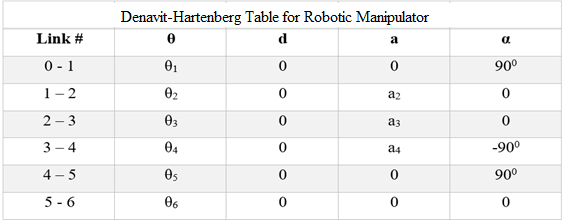 Denavit-Hartenberg Table for Robotic Manipulator
Link # θ d a α
0 - 1 θ₁ 0 0 90⁰
1 – 2 θ₂ 0 a₂ 0
2 – 3 θ₃ 0 a₃ 0
3 – 4 θ₄ 0 a₄ -90⁰
4 – 5 θ₅ 0 0 90⁰
5 - 6 θ₆ 0 0 0